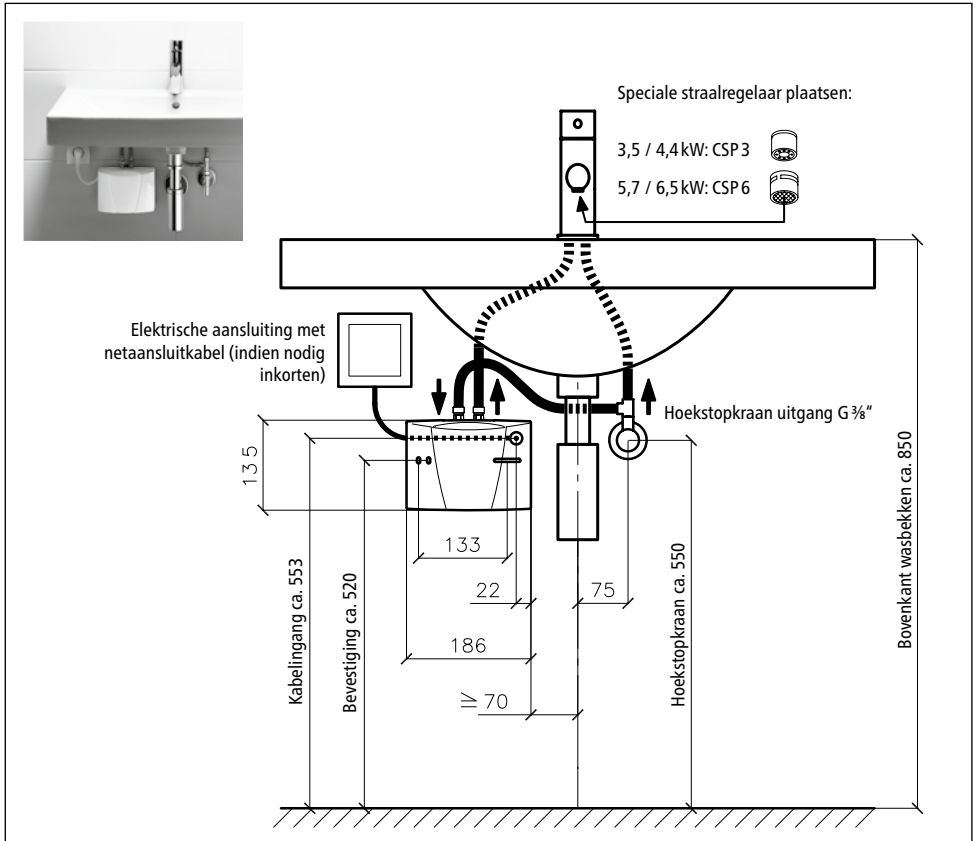 Speciale straalregelaar plaatsen:
3,5 / 4,4 kW: CSP 3
5,7 / 6,5 kW: CSP 6
Elektrische aansluiting met
netaansluitkabel (indien nodig
inkorten)
Hoekstopkraan uitgang G ⅜“
135
133
22
75
186
≧ 70
Kabelingang ca. 553
Bevestiging ca. 520
Hoekstopkraan ca. 550
Bovenkant wasbekken ca. 850